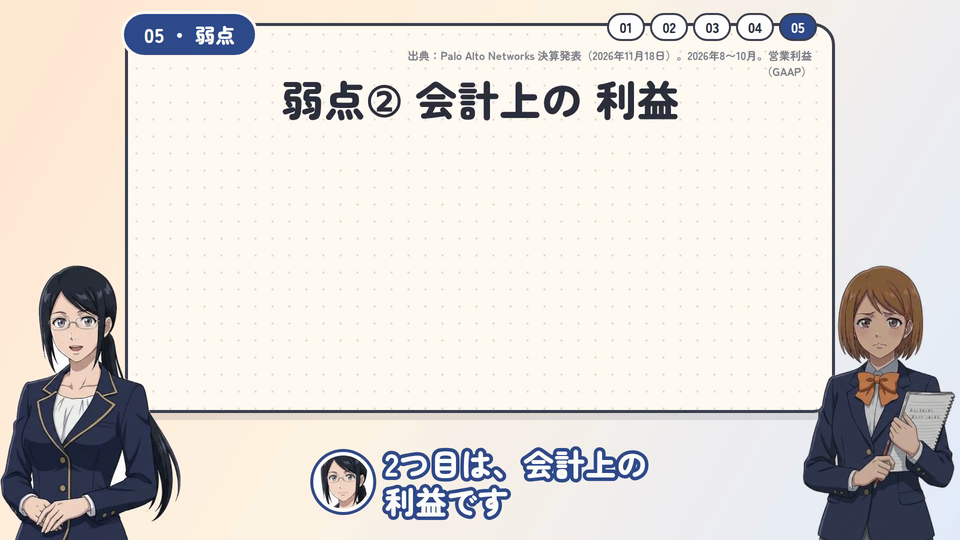 05 ・ 弱点
01 02 03 04 05
出典：Palo Alto Networks 決算発表（2026年11月18日）。2026年8〜10月。営業利益
（GAAP）
弱点② 会計上の 利益
2つ目は、会計上の
利益です